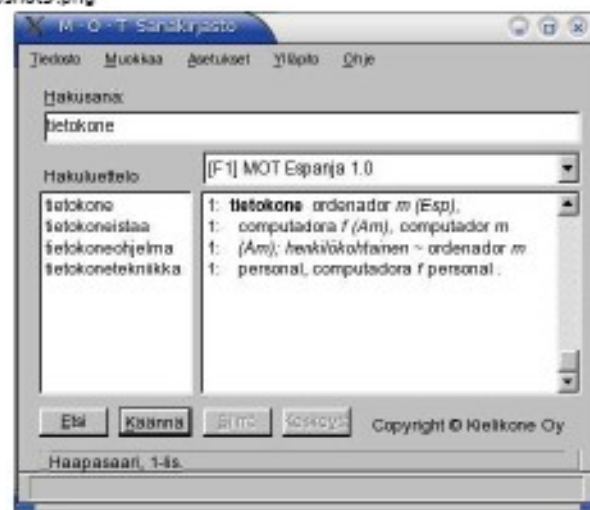 M·O·T Sanakirjasto
Tiedosto Muokkaa Asetukset Ylläpito Ohje
Hakusana:
tietokone
Hakuluettelo
[F1] MOT Espanja 1.0
tietokone
tietokoneistaa
tietokoneohjelma
tietokonetekniikka
1: tietokone ordenador m (Esp),
1: computadora f (Am), computador m
1: (Am); henkilökohtainen ~ ordenador m
1: personal, computadora f personal .
Etsi Käännä Siirrä Keskeytä Copyright © Kielikone Oy
Haapasaari, 1-lis.